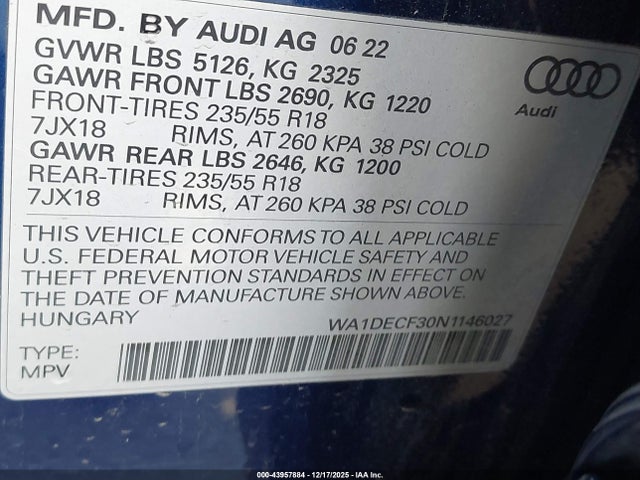 MFD. BY AUDI AG 06 22
GVWR LBS 5126, KG 2325
GAWR FRONT LBS 2690, KG 1220
FRONT-TIRES 235/55 R18
7JX18 RIMS, AT 260 KPA 38 PSI COLD
GAWR REAR LBS 2646, KG 1200
REAR-TIRES 235/55 R18
7JX18 RIMS, AT 260 KPA 38 PSI COLD
Audi
THIS VEHICLE CONFORMS TO ALL APPLICABLE
U.S. FEDERAL MOTOR VEHICLE SAFETY AND
THEFT PREVENTION STANDARDS IN EFFECT ON
THE DATE OF MANUFACTURE SHOWN ABOVE.
HUNGARY WA1DECF30N1146027
TYPE:
MPV
000-43957884 - 12/17/2025 - IAA Inc.